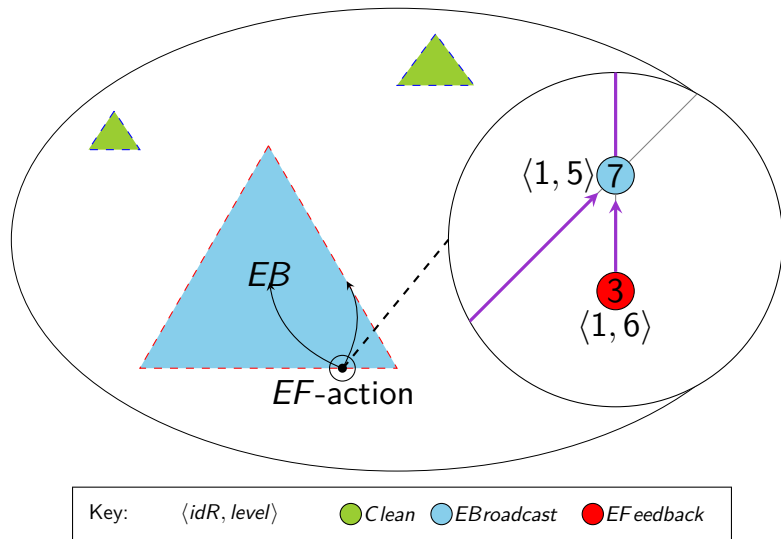 ⟨1, 5⟩ 7
EB
3
⟨1, 6⟩
EF-action
Key: ⟨idR, level⟩ Clean EBroadcast EFeedback